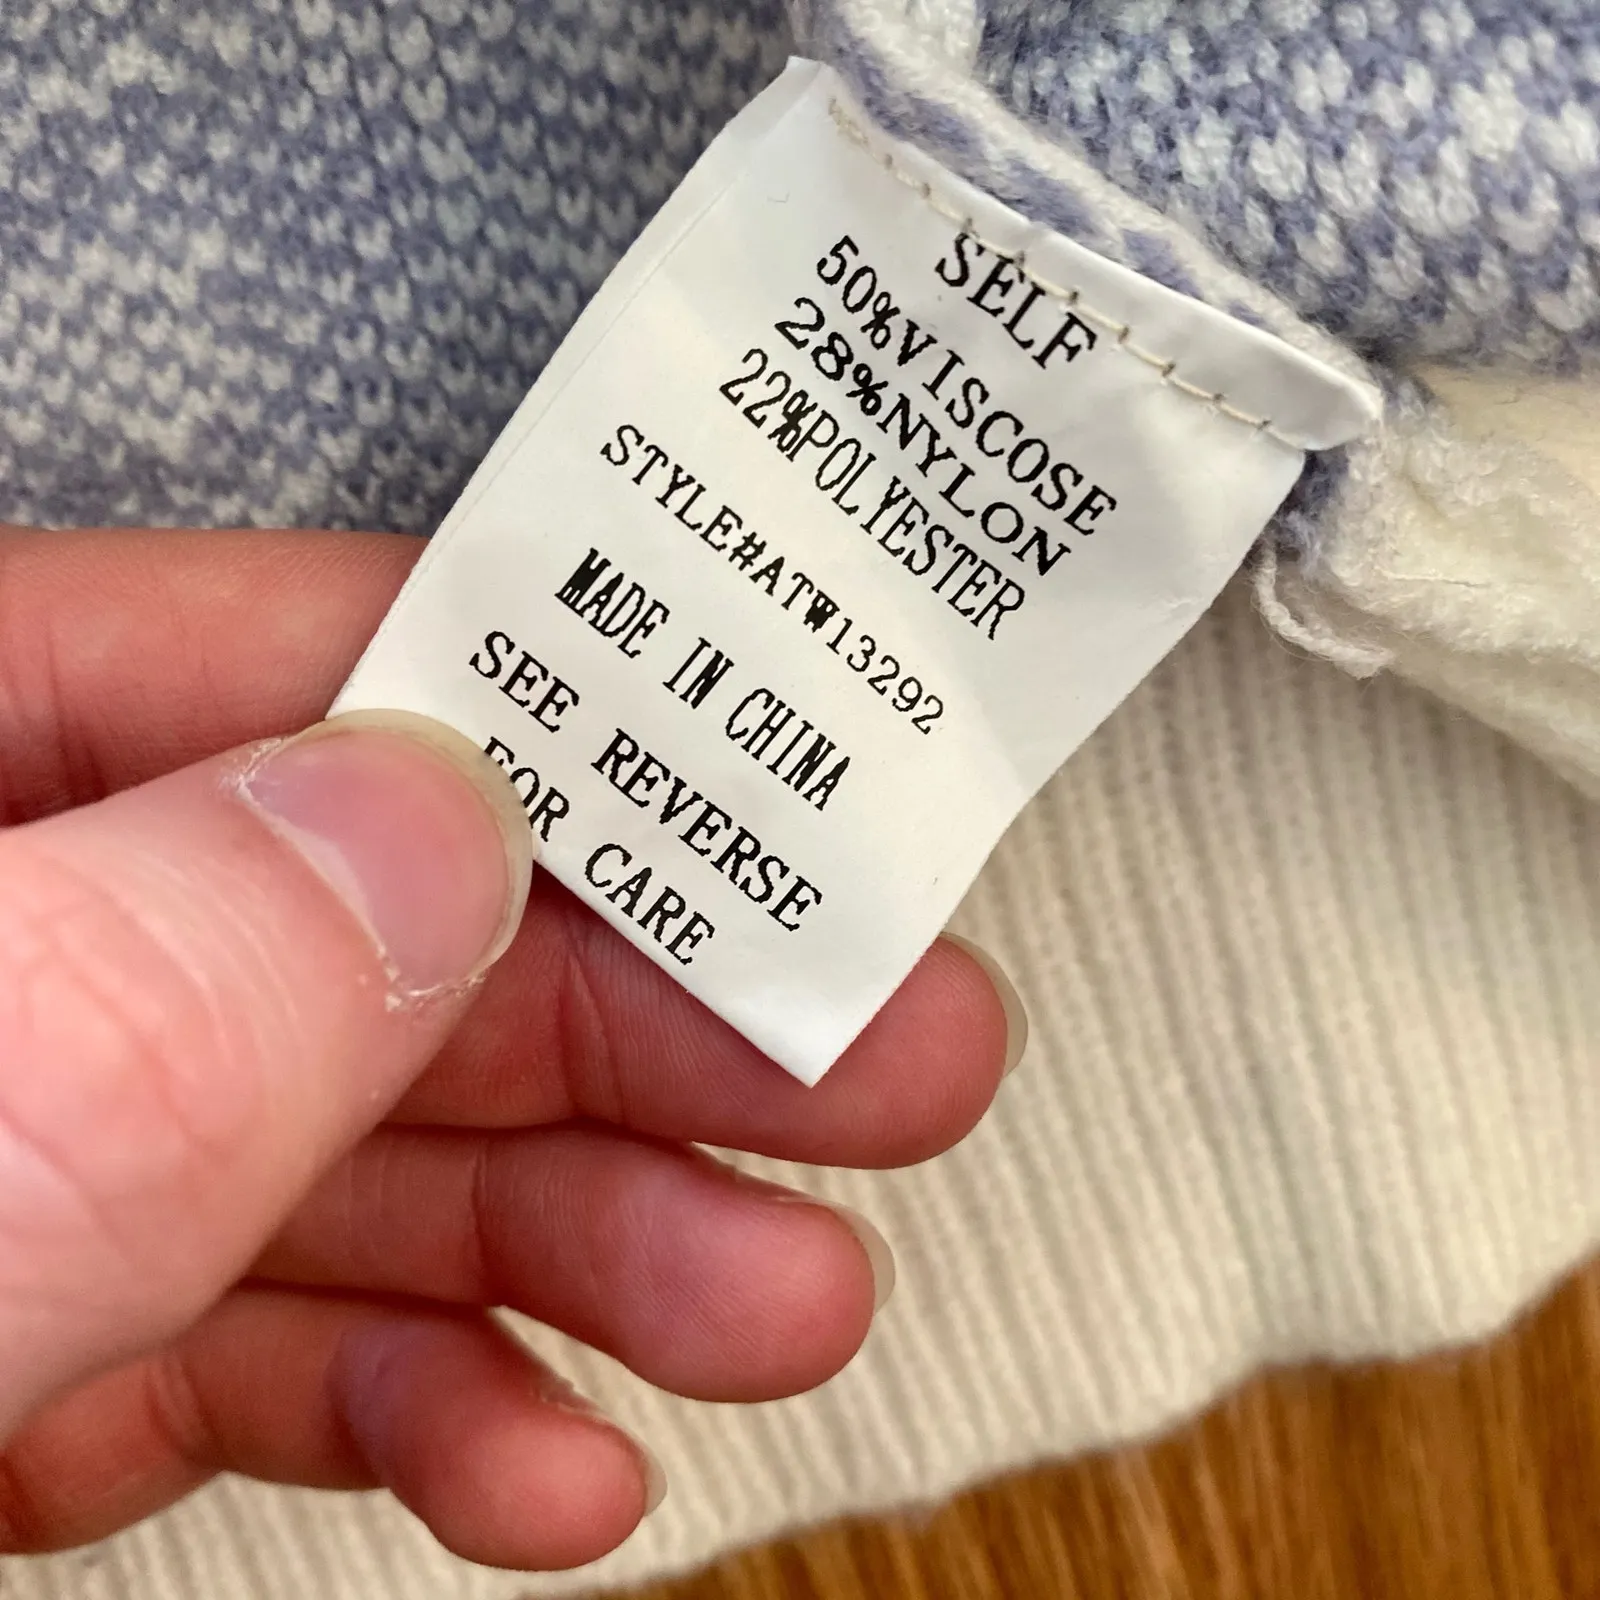 SELF
50%VISCOSE
28%NYLON
22%POLYESTER
STYLE#ATW13292
MADE IN CHINA
SEE REVERSE
FOR CARE